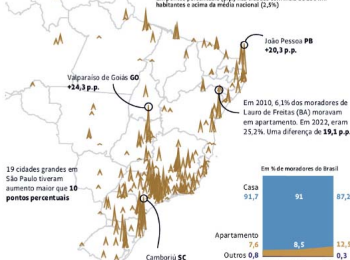 habitantes e acima da média nacional (2,5%)
João Pessoa PB
+20,3 p.p.
Valparaíso de Goiás GO
+24,3 p.p.
Em 2010, 6,1% dos moradores de
Lauro de Freitas (BA) moravam
em apartamento. Em 2022, eram
25,2%. Uma diferença de 19,1 p.p.
19 cidades grandes em
São Paulo tiveram
aumento maior que 10
pontos percentuais
Em % de moradores do Brasil
Casa
91,7 91 87,2
Apartamento
7,6 8,5 12,5
Outros 0,8 0,3
Camboriú SC